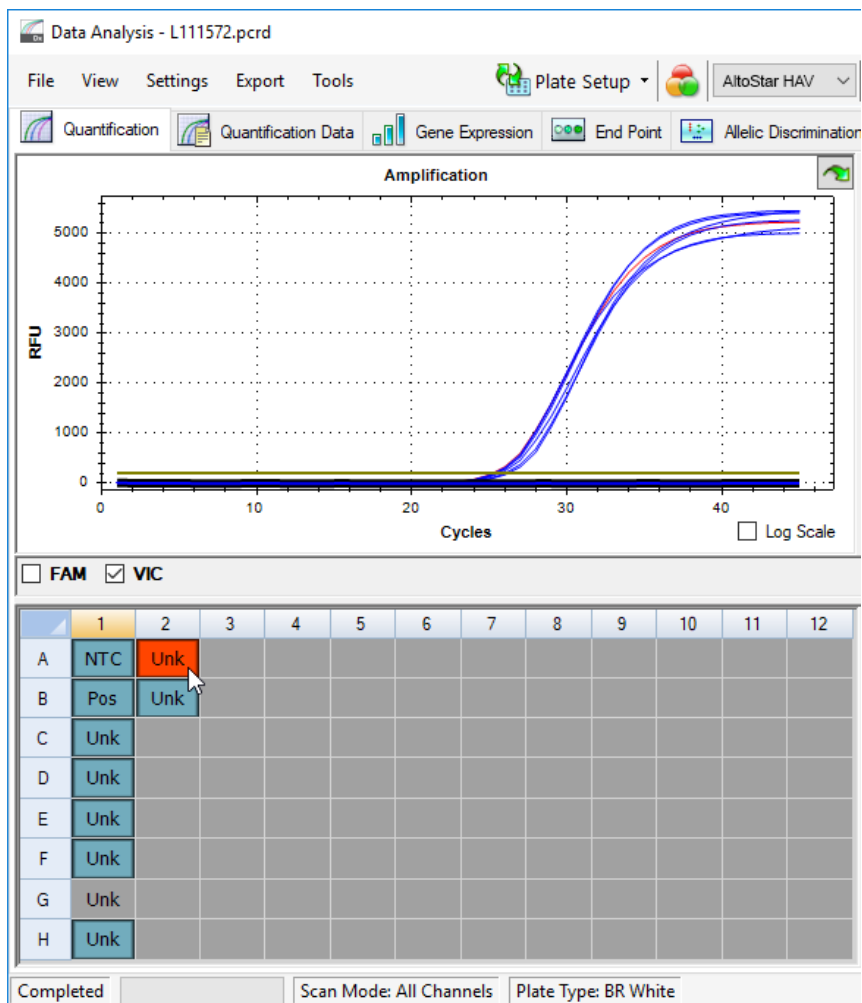 Data Analysis - L111572.pcrd
File View Settings Export Tools Plate Setup AltoStar HAV
Quantification Quantification Data Gene Expression End Point Allelic Discrimination
Amplification
5000
4000
3000
RFU
2000
1000
0
0 10 20 30 40
Cycles
Log Scale
FAM VIC
1 2 3 4 5 6 7 8 9 10 11 12
A NTC Unk
B Pos Unk
C Unk
D Unk
E Unk
F Unk
G Unk
H Unk
Completed Scan Mode: All Channels Plate Type: BR White